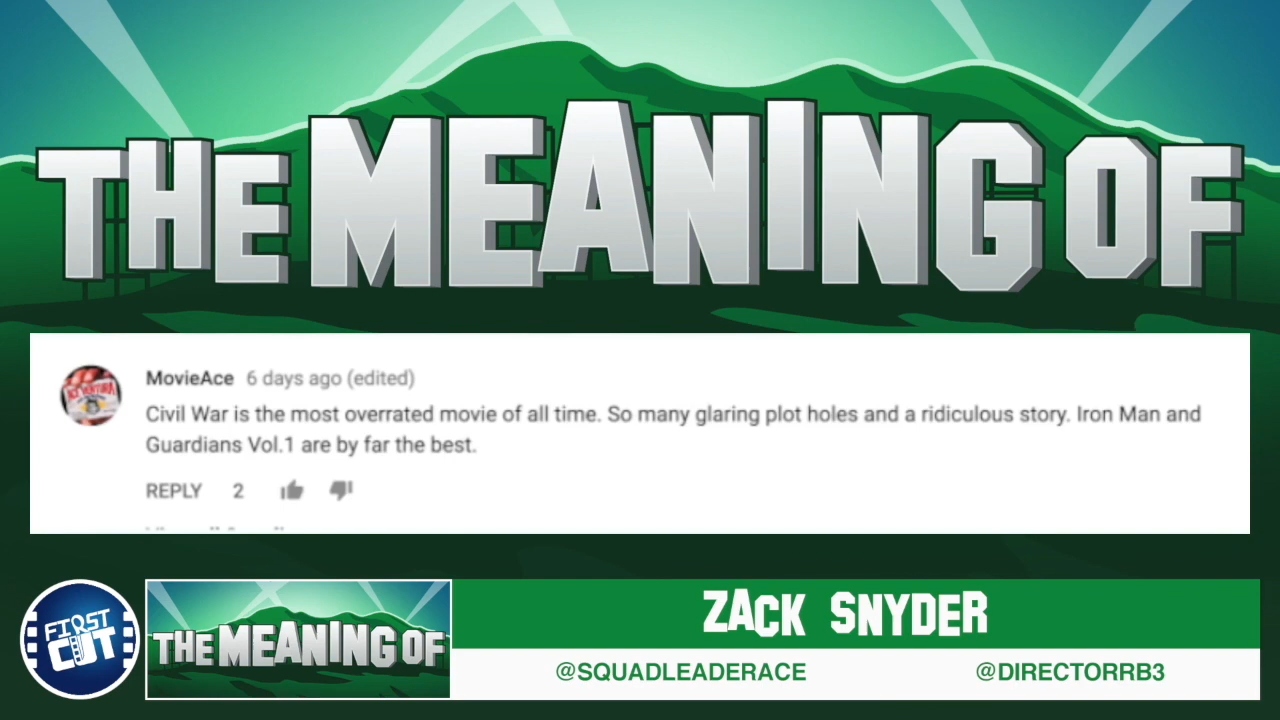 THE MEANING OF
MovieAce 6 days ago (edited)
Civil War is the most overrated movie of all time. So many glaring plot holes and a ridiculous story. Iron Man and
Guardians Vol.1 are by far the best.
REPLY 2
FIRST
CUT
THE MEANING OF
ZACK SNYDER
@SQUADLEADERACE @DIRECTORRB3